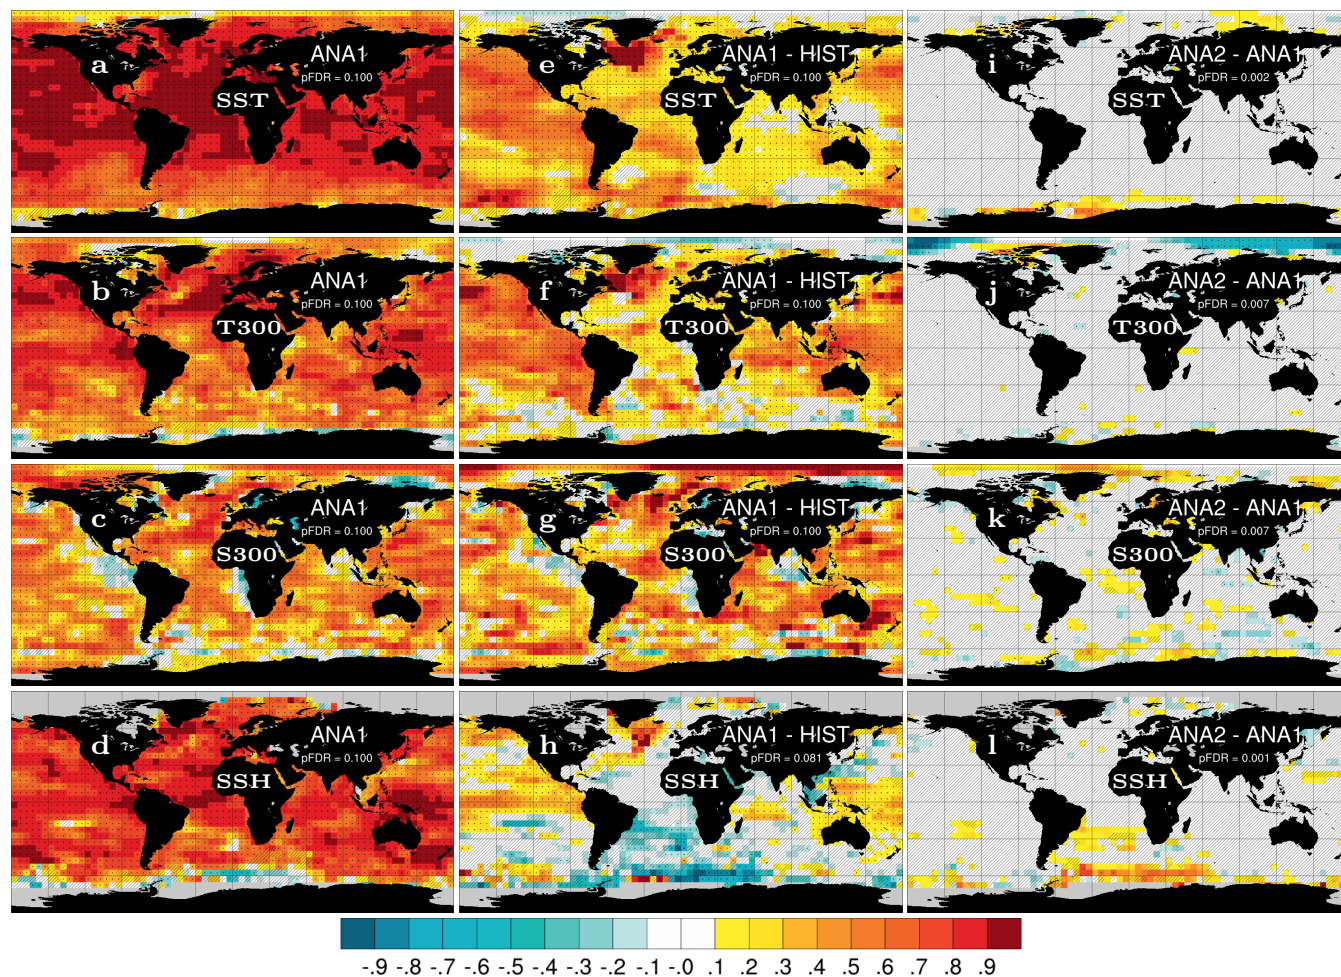 ANA1
a
pFDR = 0.100
SST
ANA1 - HIST
e
pFDR = 0.100
SST
ANA2 - ANA1
i
pFDR = 0.002
SST
ANA1
b
pFDR = 0.100
T300
ANA1 - HIST
f
pFDR = 0.100
T300
ANA2 - ANA1
j
pFDR = 0.007
T300
ANA1
c
pFDR = 0.100
S300
ANA1 - HIST
g
pFDR = 0.100
S300
ANA2 - ANA1
k
pFDR = 0.007
S300
ANA1
d
pFDR = 0.100
SSH
ANA1 - HIST
h
pFDR = 0.081
SSH
ANA2 - ANA1
l
pFDR = 0.001
SSH
-.9 -.8 -.7 -.6 -.5 -.4 -.3 -.2 -.1 -.0 .1 .2 .3 .4 .5 .6 .7 .8 .9